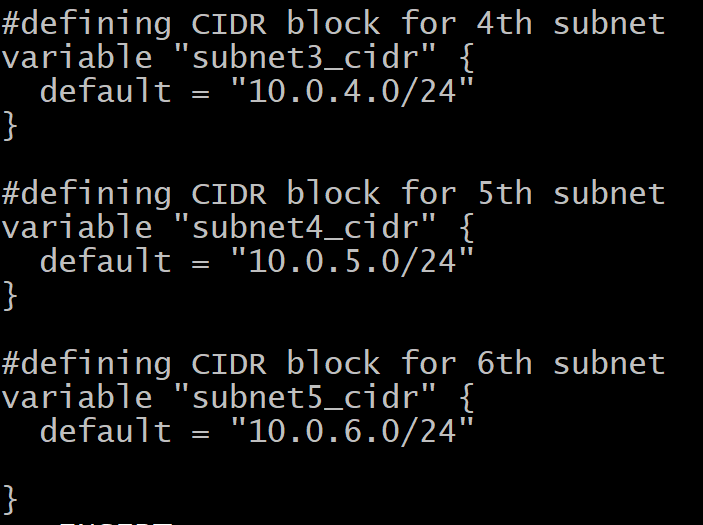 #defining CIDR block for 4th subnet
variable "subnet3_cidr" {
  default = "10.0.4.0/24"
}
#defining CIDR block for 5th subnet
variable "subnet4_cidr" {
  default = "10.0.5.0/24"
}
#defining CIDR block for 6th subnet
variable "subnet5_cidr" {
  default = "10.0.6.0/24"
}